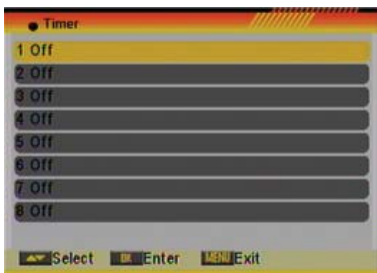 Timer
1 Off
2 Off
3 Off
4 Off
5 Off
6 Off
7 Off
8 Off
Select OK Enter MENU Exit